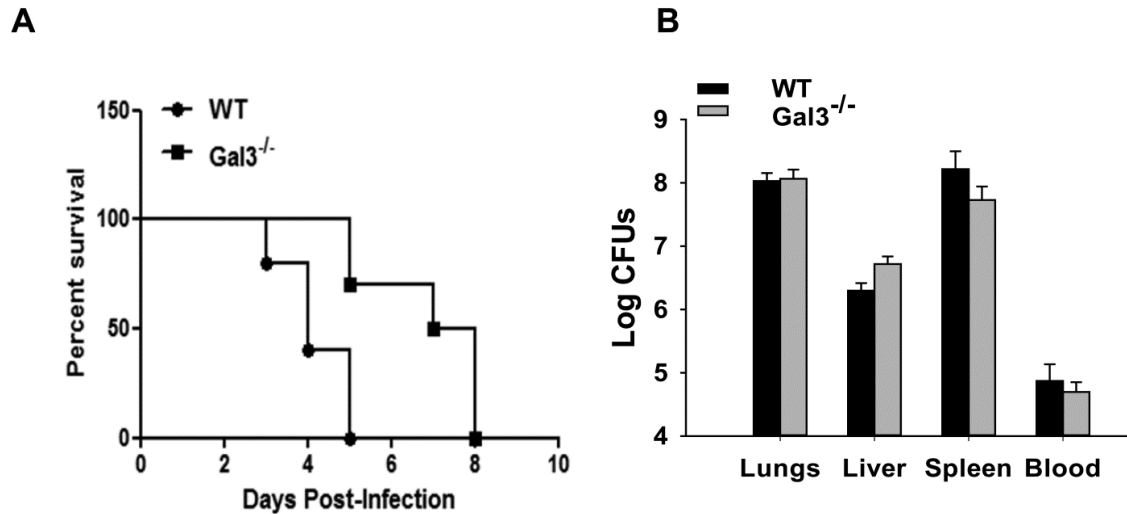 A
WT
Gal3-/-
Percent survival
150
100
50
0
0 2 4 6 8 10
Days Post-Infection
B
WT
Gal3-/-
Log CFUs
9
8
7
6
5
4
Lungs Liver Spleen Blood